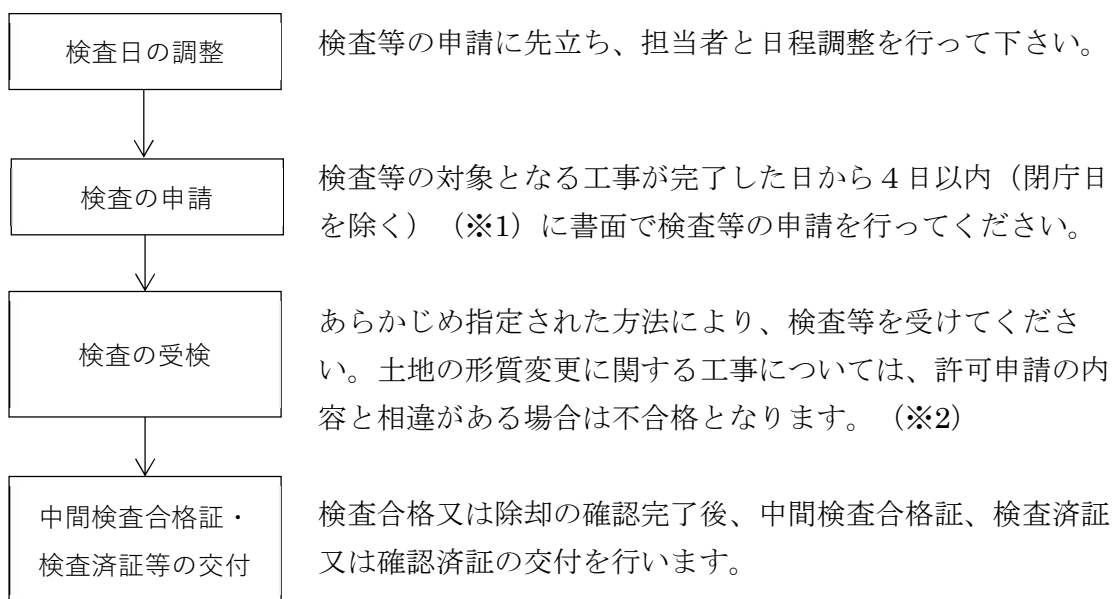 検査日の調整
検査等の申請に先立ち、担当者と日程調整を行って下さい。
検査の申請
検査等の対象となる工事が完了した日から４日以内（閉庁日
を除く）（※1）に書面で検査等の申請を行ってください。
検査の受検
あらかじめ指定された方法により、検査等を受けてくださ
い。土地の形質変更に関する工事については、許可申請の内
容と相違がある場合は不合格となります。（※2）
中間検査合格証・
検査済証等の交付
検査合格又は除却の確認完了後、中間検査合格証、検査済証
又は確認済証の交付を行います。